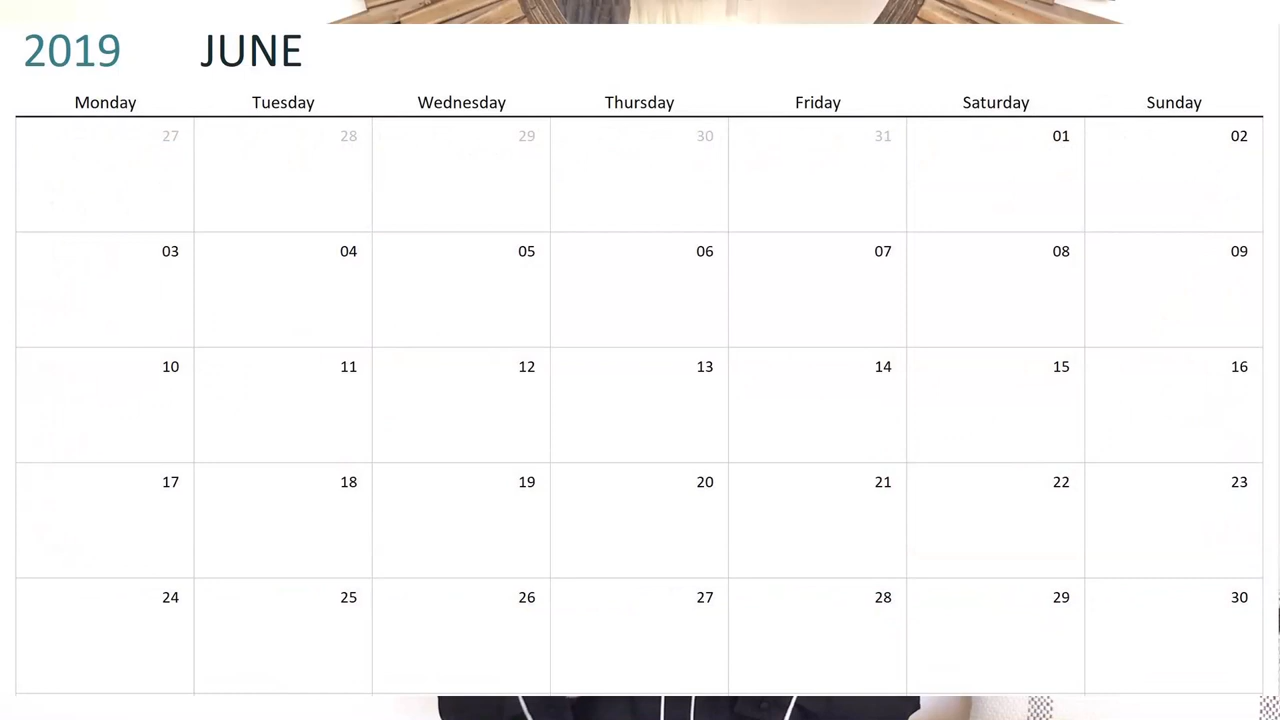 2019 JUNE
Monday Tuesday Wednesday Thursday Friday Saturday Sunday
27 28 29 30 31 01 02
03 04 05 06 07 08 09
10 11 12 13 14 15 16
17 18 19 20 21 22 23
24 25 26 27 28 29 30